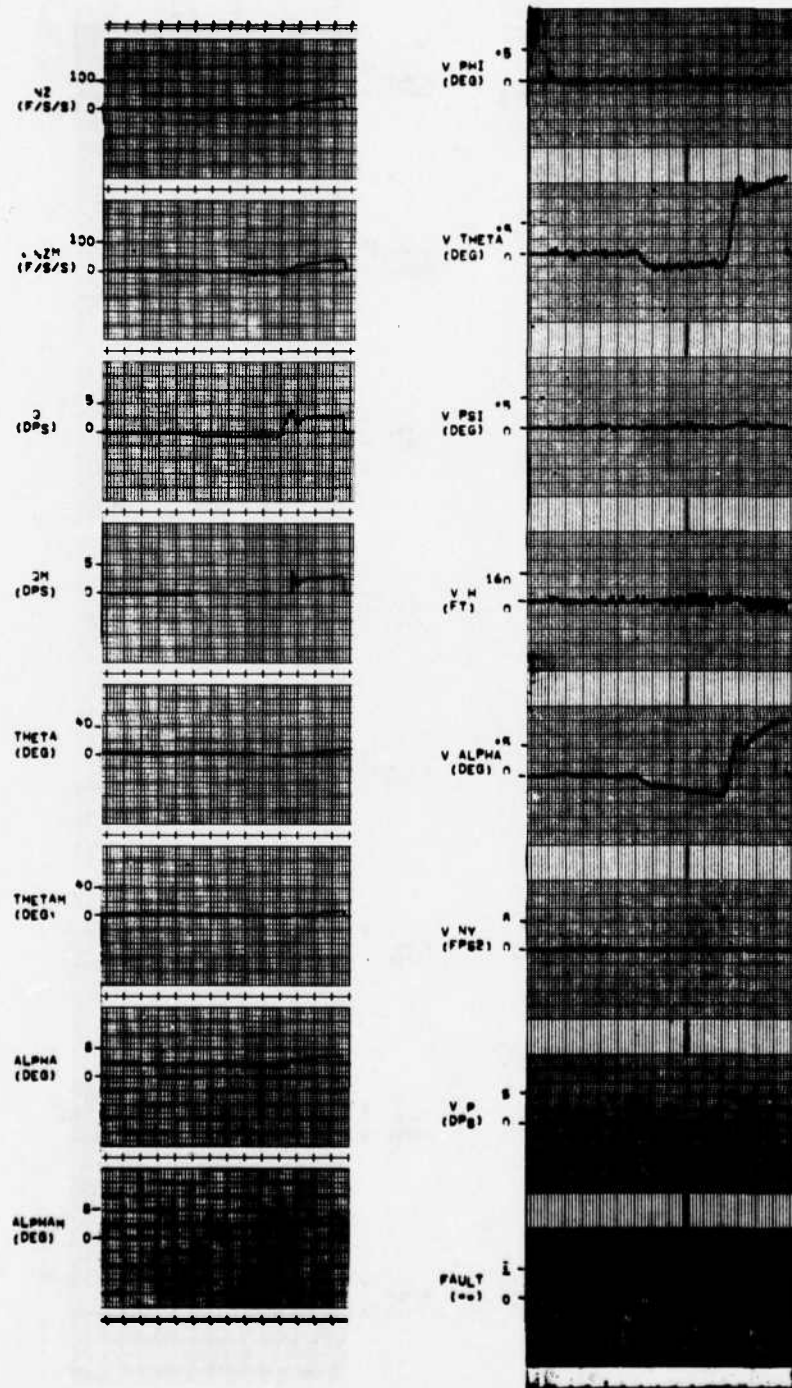 NZ
(F/S/S)
100
0
NZM
(F/S/S)
100
0
Q
(DPS)
5
0
QM
(DPS)
5
0
THETA
(DEG)
40
0
THETAM
(DEG)
40
0
ALPHA
(DEG)
8
0
ALPHAM
(DEG)
8
0
V PHI
(DEG)
.5
0
V THETA
(DEG)
.5
0
V PSI
(DEG)
.5
0
V H
(FT)
160
0
V ALPHA
(DEG)
.5
0
V NY
(FPS2)
8
0
V P
(DPS)
5
0
FAULT
(**)
1
0